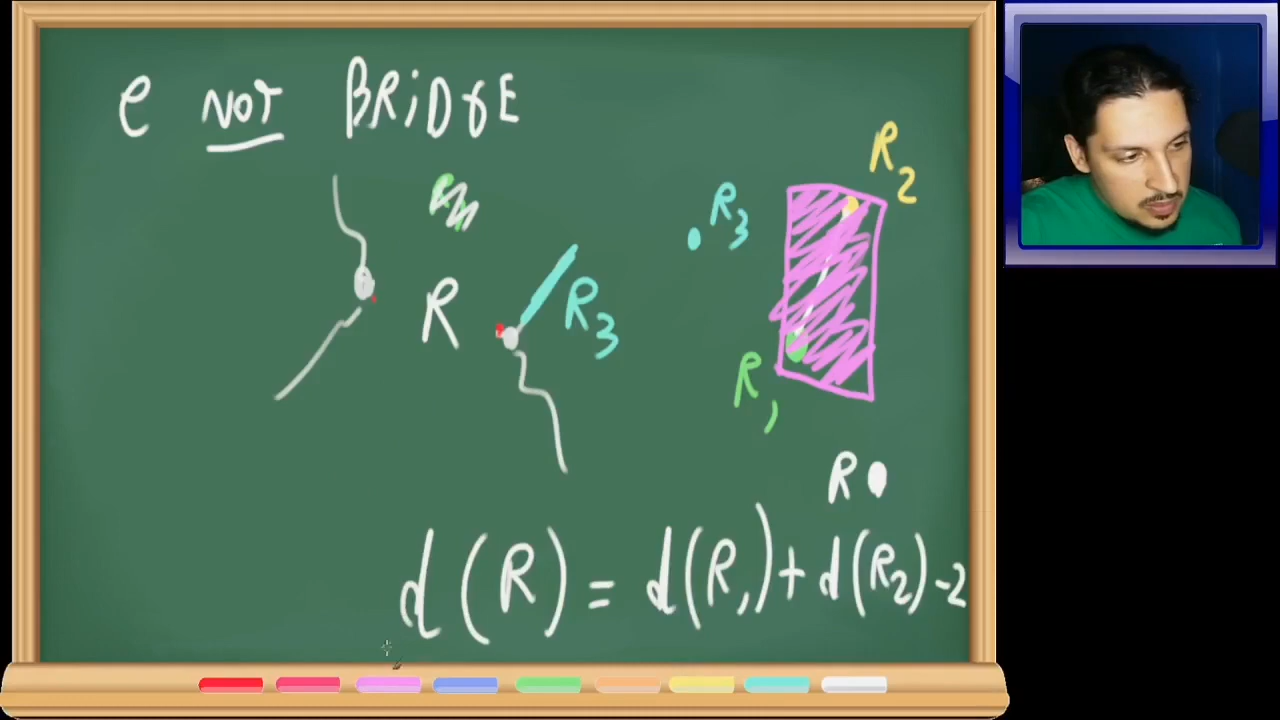 e NOT BRiDGE
R2
R3
R
R3
R1
R
d(R) = d(R1) + d(R2) - 2